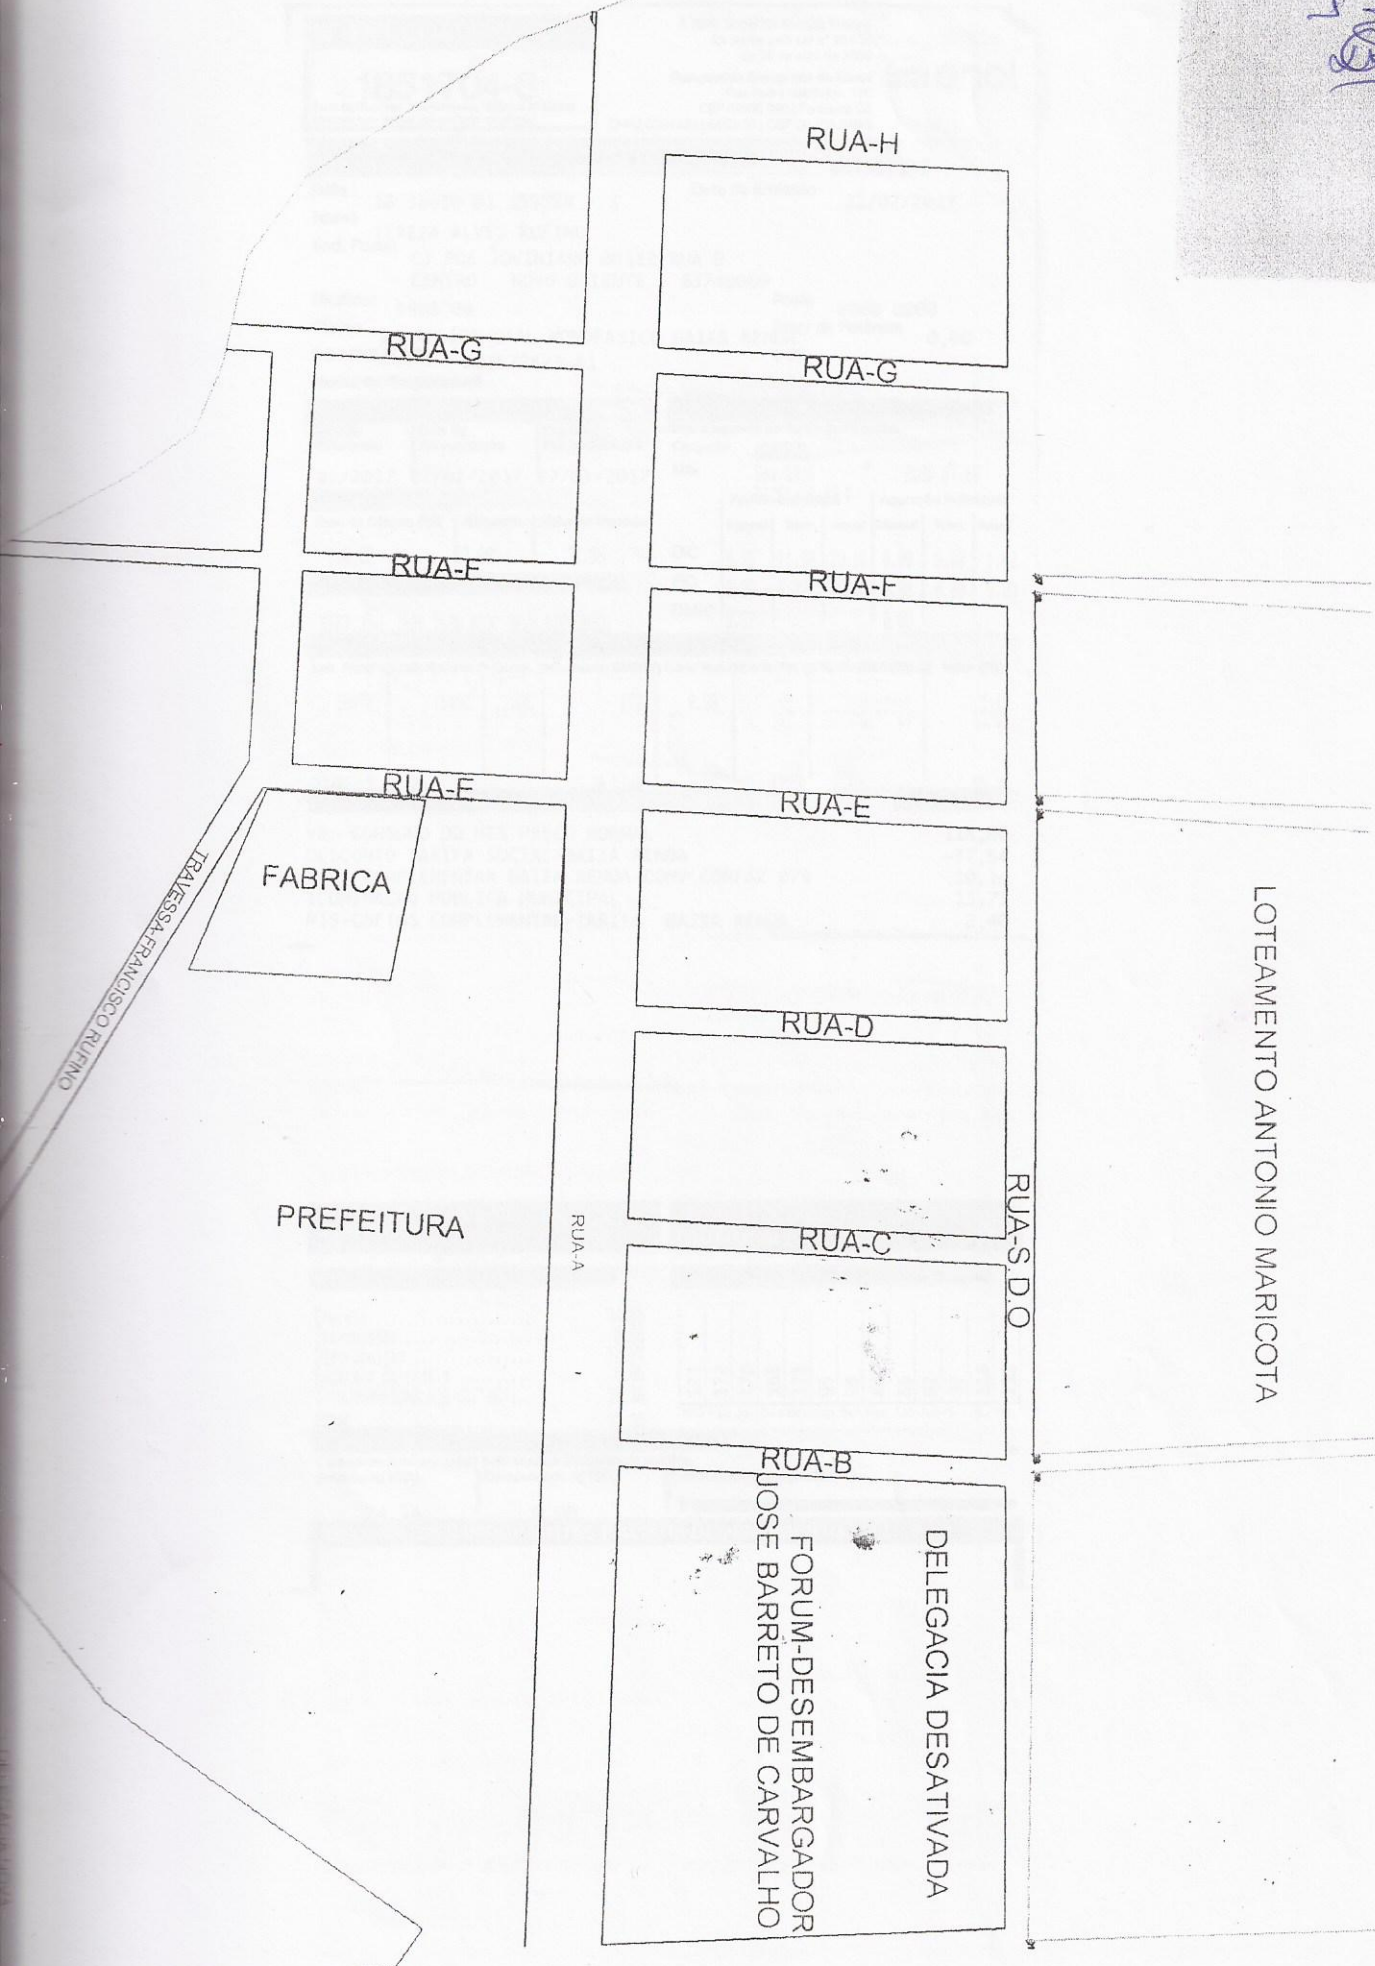 RUA-H
RUA-G
RUA-G
RUA-F
RUA-F
RUA-E
RUA-E
FABRICA
TRAVESSA-FRANCISCO RUFINO
LOTEAMENTO ANTONIO MARICOTA
RUA-D
PREFEITURA
RUA-A
RUA-C
RUA-S.D.O
RUA-B
DELEGACIA DESATIVADA
FORUM-DESEMBARGADOR
JOSE BARRETO DE CARVALHO